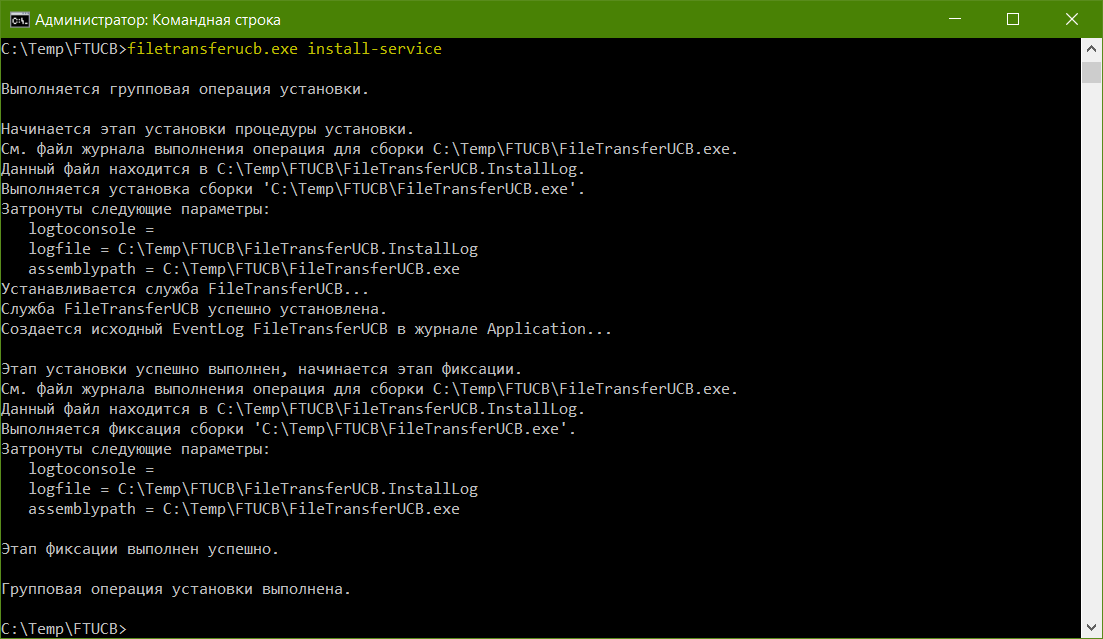 Администратор: Командная строка
C:\Temp\FTUCB>filetransferucb.exe install-service
Выполняется групповая операция установки.
Начинается этап установки процедуры установки.
См. файл журнала выполнения операция для сборки C:\Temp\FTUCB\FileTransferUCB.exe.
Данный файл находится в C:\Temp\FTUCB\FileTransferUCB.InstallLog.
Выполняется установка сборки 'C:\Temp\FTUCB\FileTransferUCB.exe'.
Затронуты следующие параметры:
logtoconsole =
logfile = C:\Temp\FTUCB\FileTransferUCB.InstallLog
assemblypath = C:\Temp\FTUCB\FileTransferUCB.exe
Устанавливается служба FileTransferUCB...
Служба FileTransferUCB успешно установлена.
Создается исходный EventLog FileTransferUCB в журнале Application...
Этап установки успешно выполнен, начинается этап фиксации.
См. файл журнала выполнения операция для сборки C:\Temp\FTUCB\FileTransferUCB.exe.
Данный файл находится в C:\Temp\FTUCB\FileTransferUCB.InstallLog.
Выполняется фиксация сборки 'C:\Temp\FTUCB\FileTransferUCB.exe'.
Затронуты следующие параметры:
logtoconsole =
logfile = C:\Temp\FTUCB\FileTransferUCB.InstallLog
assemblypath = C:\Temp\FTUCB\FileTransferUCB.exe
Этап фиксации выполнен успешно.
Групповая операция установки выполнена.
C:\Temp\FTUCB>